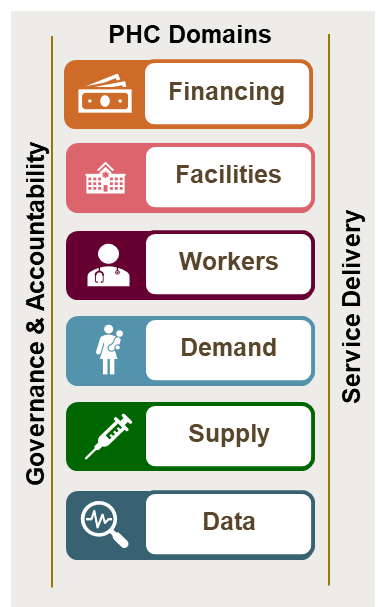 PHC Domains
Governance & Accountability
Financing
Facilities
Workers
Demand
Supply
Data
Service Delivery